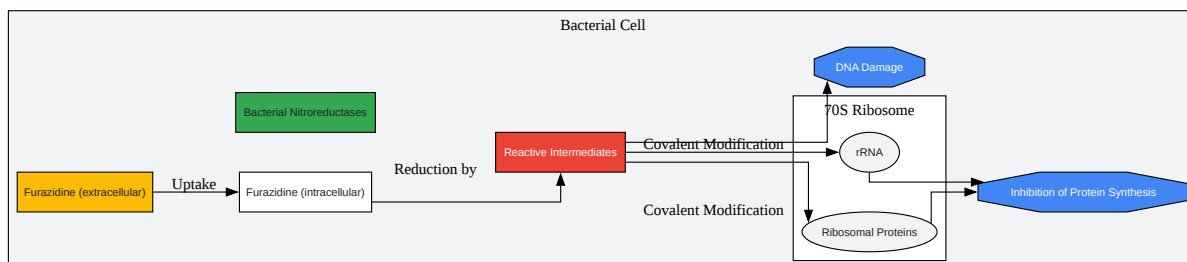 Bacterial Cell
DNA Damage
Bacterial Nitroreductases
70S Ribosome
Reactive Intermediates
Covalent Modification
rRNA
Reduction by
Furazidine (extracellular)
Uptake
Furazidine (intracellular)
Inhibition of Protein Synthesis
Covalent Modification
Ribosomal Proteins